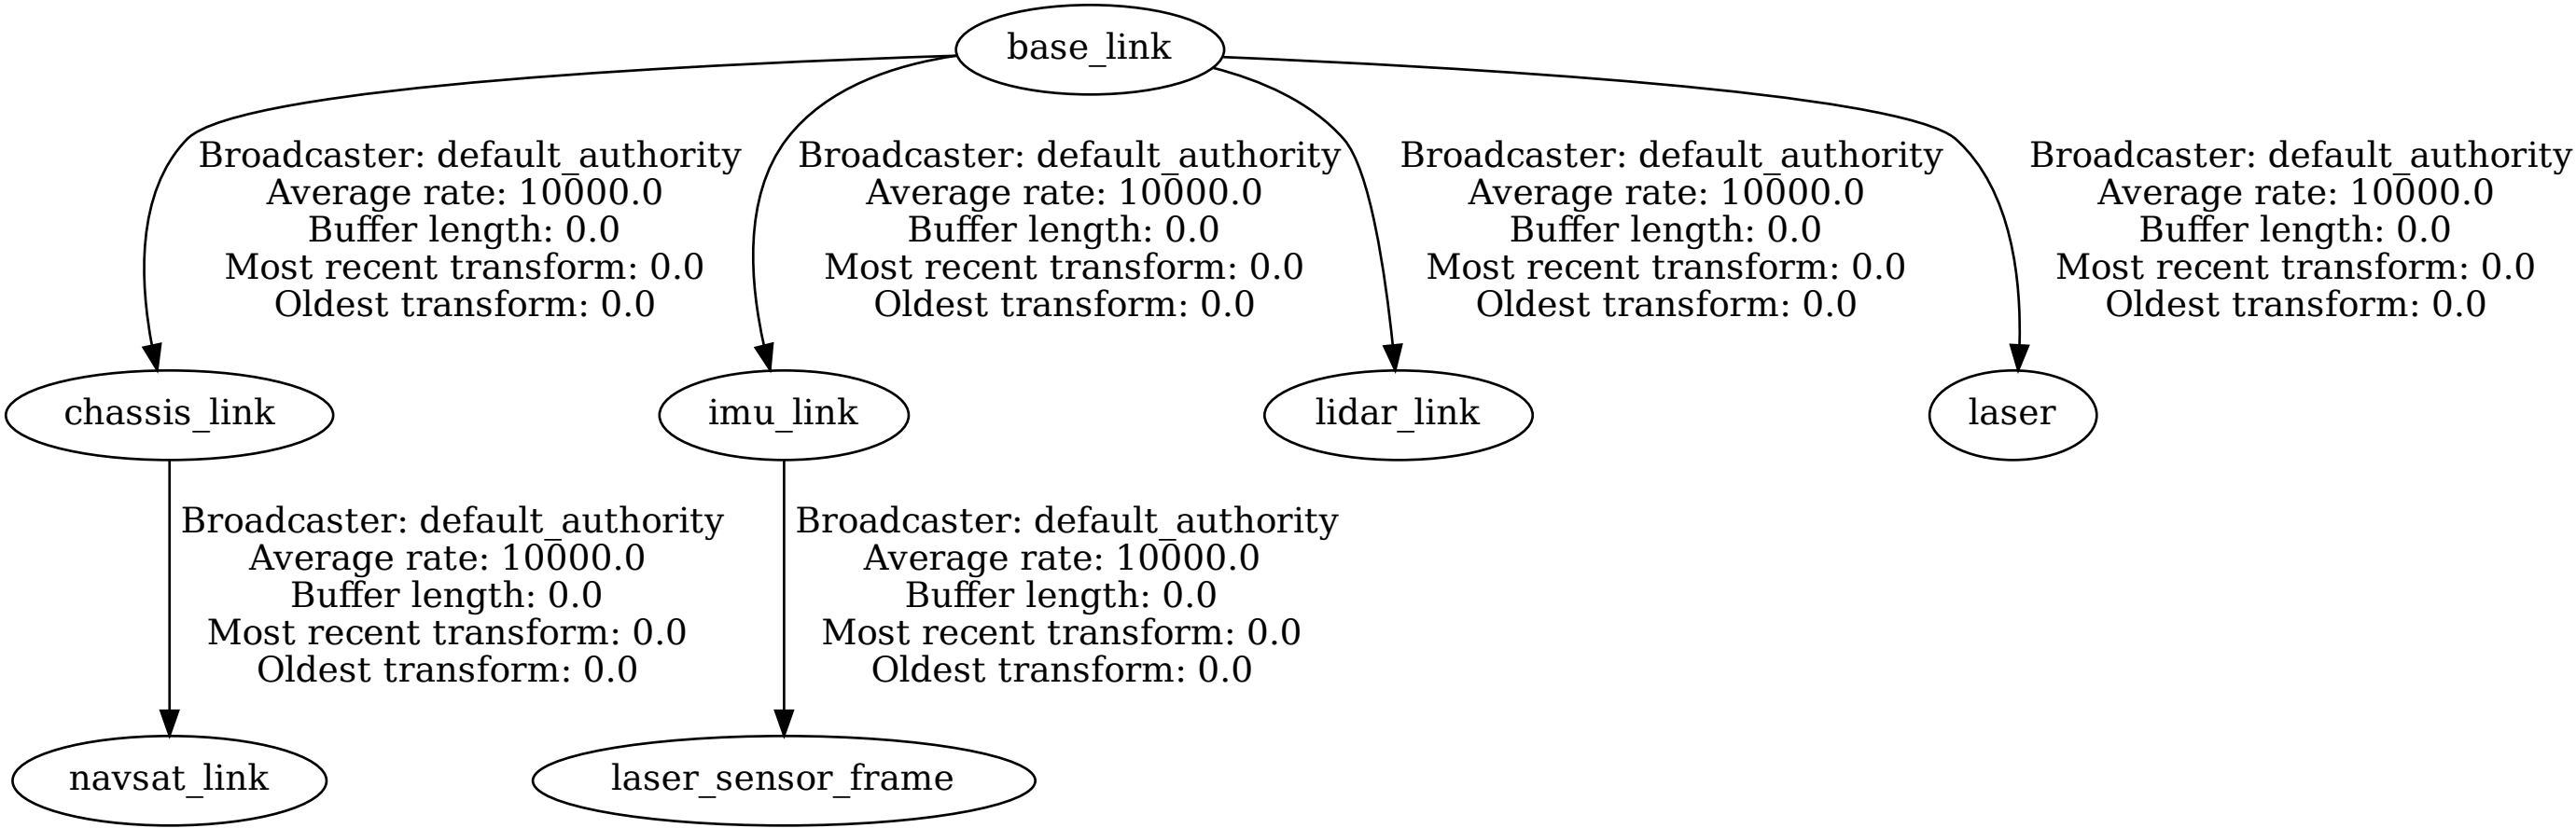 base_link
Broadcaster: default_authority
Average rate: 10000.0
Buffer length: 0.0
Most recent transform: 0.0
Oldest transform: 0.0
Broadcaster: default_authority
Average rate: 10000.0
Buffer length: 0.0
Most recent transform: 0.0
Oldest transform: 0.0
Broadcaster: default_authority
Average rate: 10000.0
Buffer length: 0.0
Most recent transform: 0.0
Oldest transform: 0.0
Broadcaster: default_authority
Average rate: 10000.0
Buffer length: 0.0
Most recent transform: 0.0
Oldest transform: 0.0
chassis_link
imu_link
lidar_link
laser
Broadcaster: default_authority
Average rate: 10000.0
Buffer length: 0.0
Most recent transform: 0.0
Oldest transform: 0.0
Broadcaster: default_authority
Average rate: 10000.0
Buffer length: 0.0
Most recent transform: 0.0
Oldest transform: 0.0
navsat_link
laser_sensor_frame